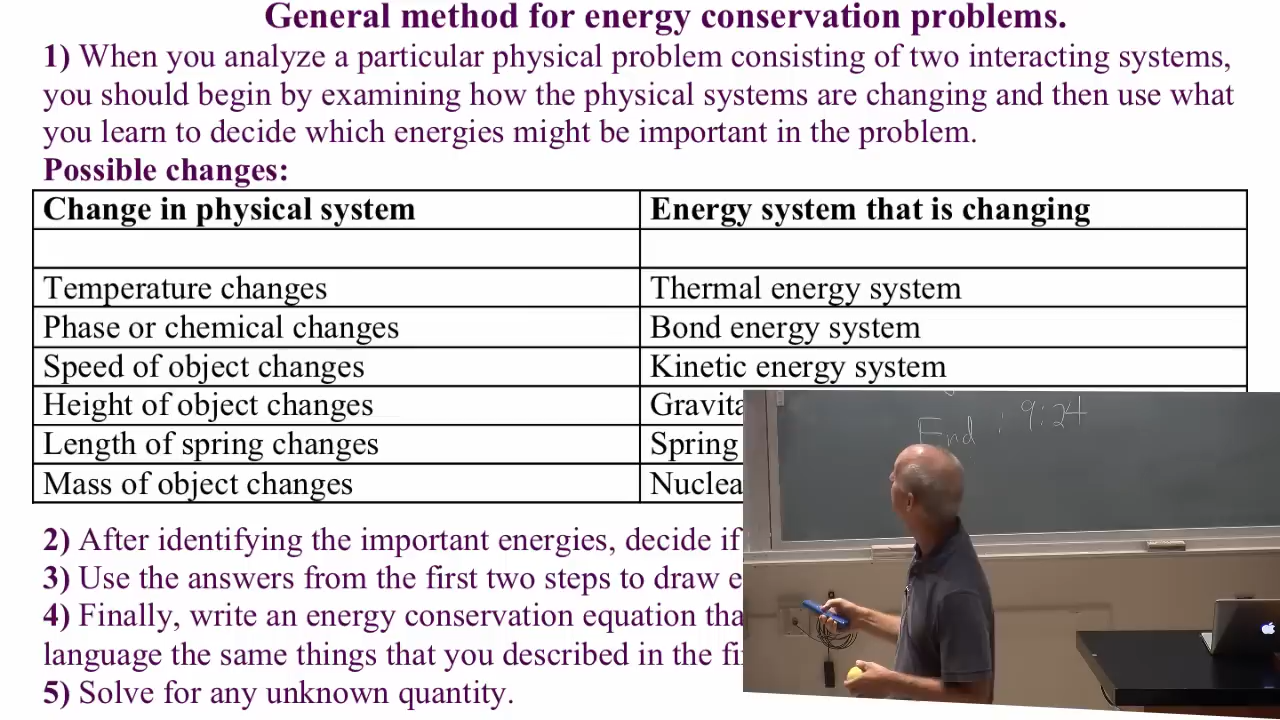 General method for energy conservation problems.
1) When you analyze a particular physical problem consisting of two interacting systems,
you should begin by examining how the physical systems are changing and then use what
you learn to decide which energies might be important in the problem.
Possible changes:
Change in physical system
Energy system that is changing
Temperature changes
Thermal energy system
Phase or chemical changes
Bond energy system
Speed of object changes
Kinetic energy system
Height of object changes
Gravita
Length of spring changes
Spring
Mass of object changes
Nuclea
2) After identifying the important energies, decide if
3) Use the answers from the first two steps to draw e
4) Finally, write an energy conservation equation tha
language the same things that you described in the fi
5) Solve for any unknown quantity.
End : 9:24